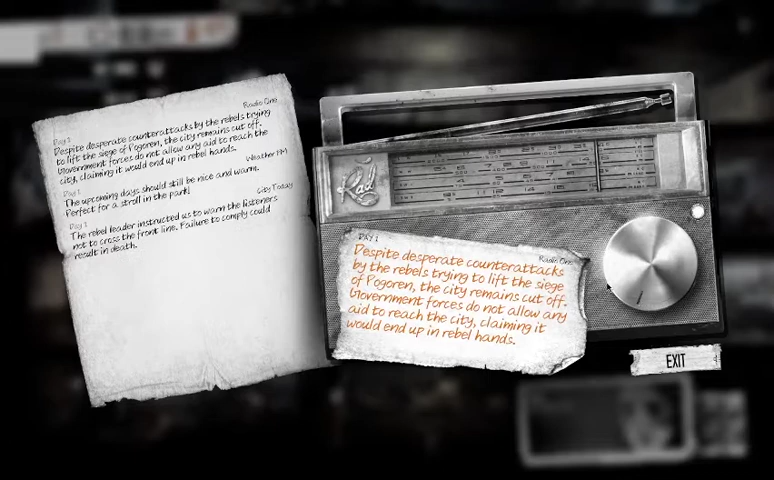 Radio One
Day 1
Despite desperate counterattacks by the rebels trying
to lift the siege of Pogoren, the city remains cut off.
Government forces do not allow any aid to reach the
city, claiming it would end up in rebel hands.
Weather FM
Day 1
The upcoming days should still be nice and warm.
Perfect for a stroll in the park!
City Today
Day 1
The rebel leader instructed us to warn the listeners
not to cross the front line. Failure to comply could
result in death.
Rad
DAY 1
Radio One
Despite desperate counterattacks
by the rebels trying to lift the siege
of Pogoren, the city remains cut off.
Government forces do not allow any
aid to reach the city, claiming it
would end up in rebel hands.
EXIT